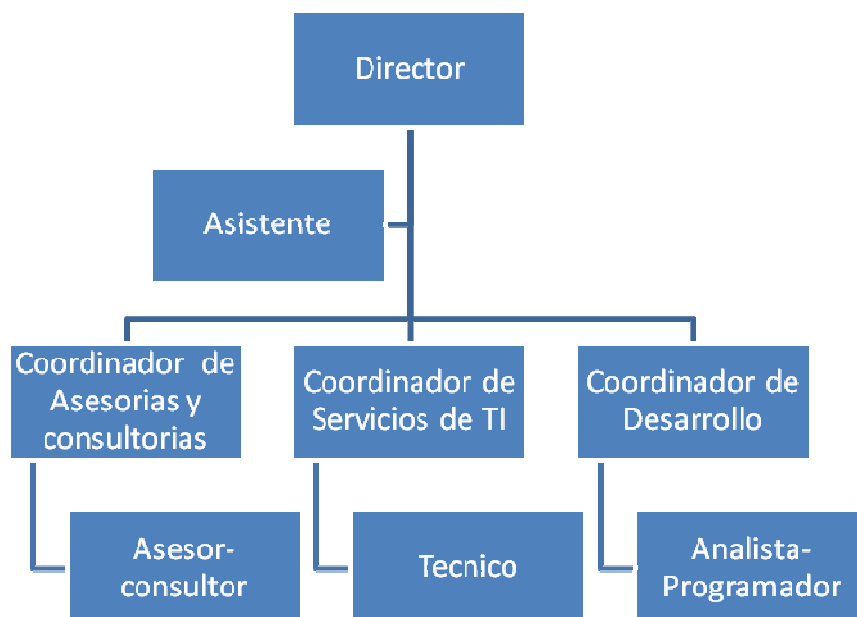 Director
Asistente
Coordinador de
Asesorias y
consultorias
Coordinador de
Servicios de TI
Coordinador de
Desarrollo
Asesor-
consultor
Tecnico
Analista-
Programador